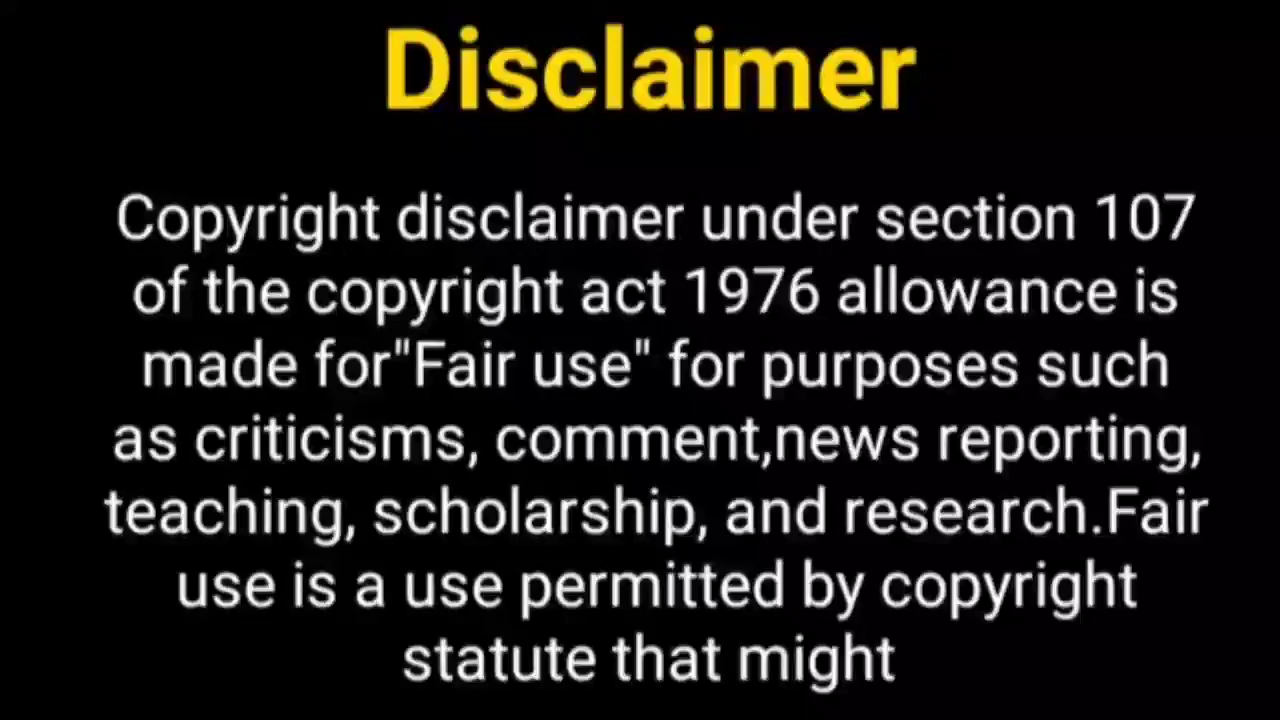 Disclaimer
Copyright disclaimer under section 107
of the copyright act 1976 allowance is
made for"Fair use" for purposes such
as criticisms, comment,news reporting,
teaching, scholarship, and research.Fair
use is a use permitted by copyright
statute that might